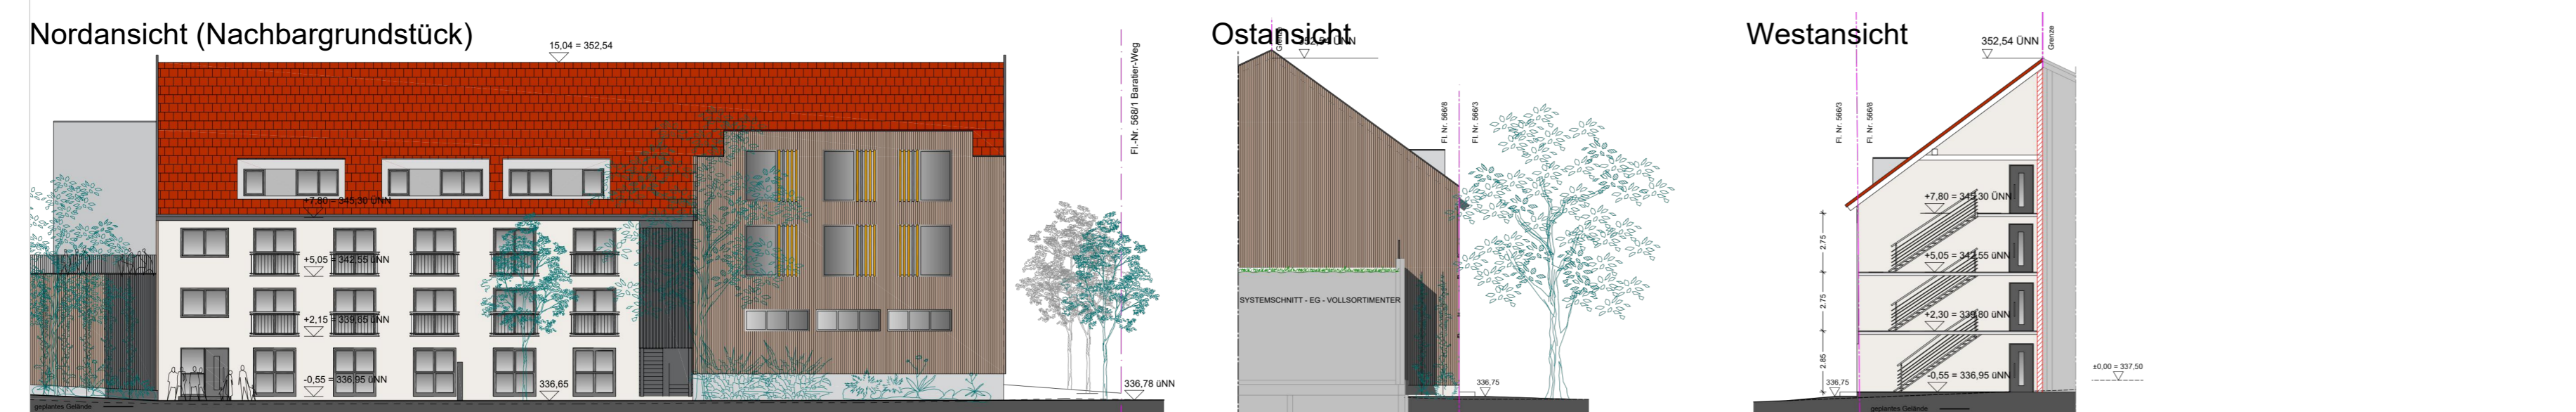 Nordansicht (Nachbargrundstück)
15,04 = 352,54
Fl.-Nr. 568/1 Baratier-Weg
+7,80 = 345,30 ÜNN
+5,05 = 342,55 üNN
+2,15 = 339,65 üNN
-0,55 = 336,95 üNN
336,65
336,78 üNN
geplantes Gelände
Ostansicht
Grenze
352,54 ÜNN
Fl. Nr. 566/8
Fl. Nr. 566/3
SYSTEMSCHNITT - EG - VOLLSORTIMENTER
336,75
Westansicht
352,54 ÜNN
Grenze
Fl. Nr. 566/3
Fl. Nr. 566/8
+7,80 = 345,30 ÜNN
2.75
+5,05 = 342,55 üNN
2.75
+2,30 = 339,80 üNN
2.85
-0,55 = 336,95 üNN
336,75
±0,00 = 337,50
geplantes Gelände